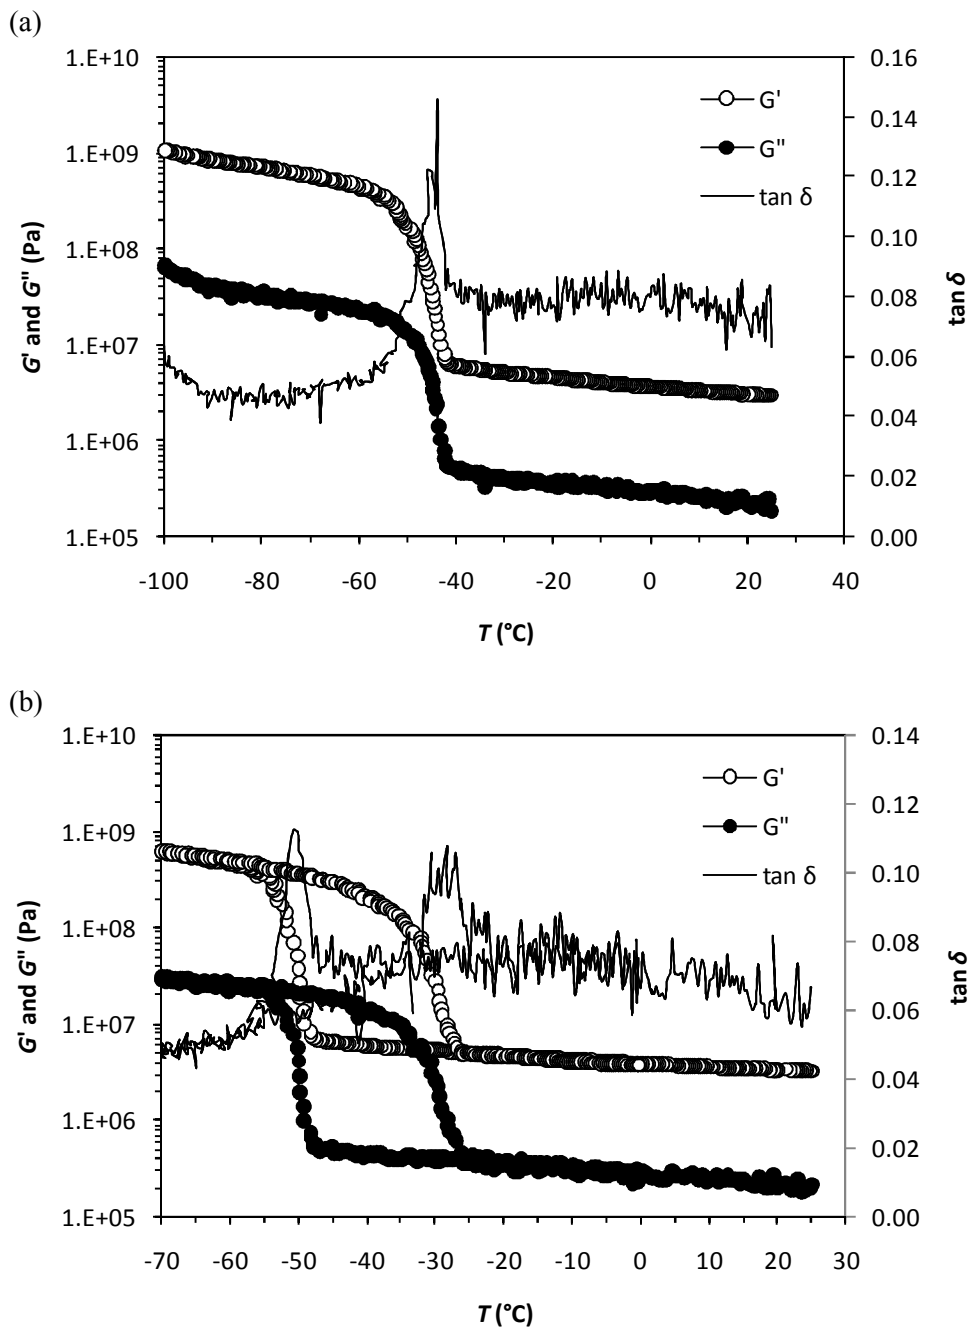 (a)
1.E+10
1.E+09
1.E+08
1.E+07
1.E+06
1.E+05
G' and G" (Pa)
0.16
0.14
0.12
0.10
0.08
0.06
0.04
0.02
0.00
tan δ
G'
G"
tan δ
-100 -80 -60 -40 -20 0 20 40
T (°C)
(b)
1.E+10
1.E+09
1.E+08
1.E+07
1.E+06
1.E+05
G' and G" (Pa)
0.14
0.12
0.10
0.08
0.06
0.04
0.02
0.00
tan δ
G'
G"
tan δ
-70 -60 -50 -40 -30 -20 -10 0 10 20 30
T (°C)